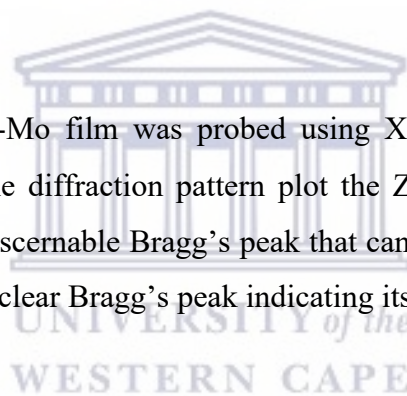 -Mo film was probed using X
e diffraction pattern plot the Z
scernable Bragg’s peak that can
clear Bragg’s peak indicating its
UNIVERSITY of the
WESTERN CAPE